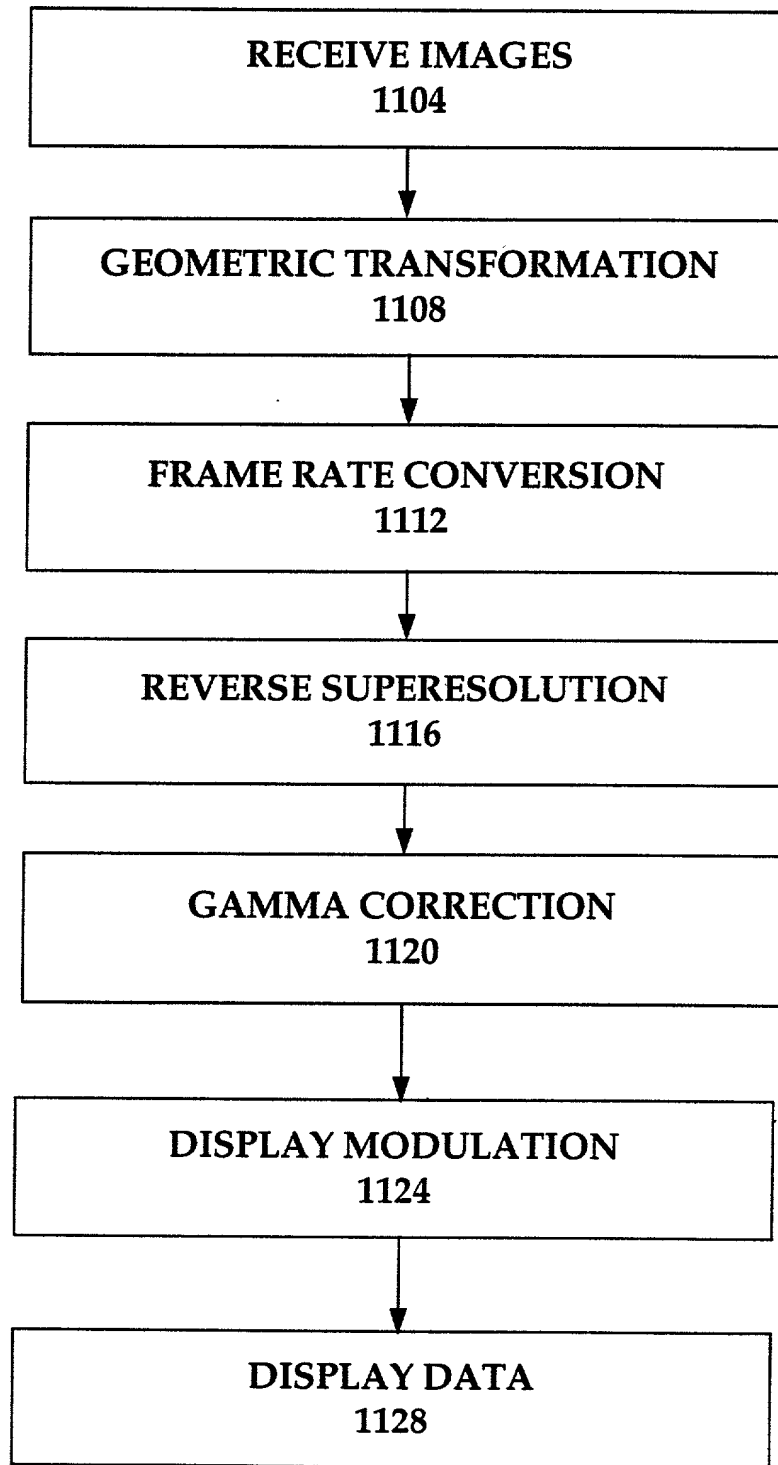 RECEIVE IMAGES
1104
GEOMETRIC TRANSFORMATION
1108
FRAME RATE CONVERSION
1112
REVERSE SUPERESOLUTION
1116
GAMMA CORRECTION
1120
DISPLAY MODULATION
1124
DISPLAY DATA
1128